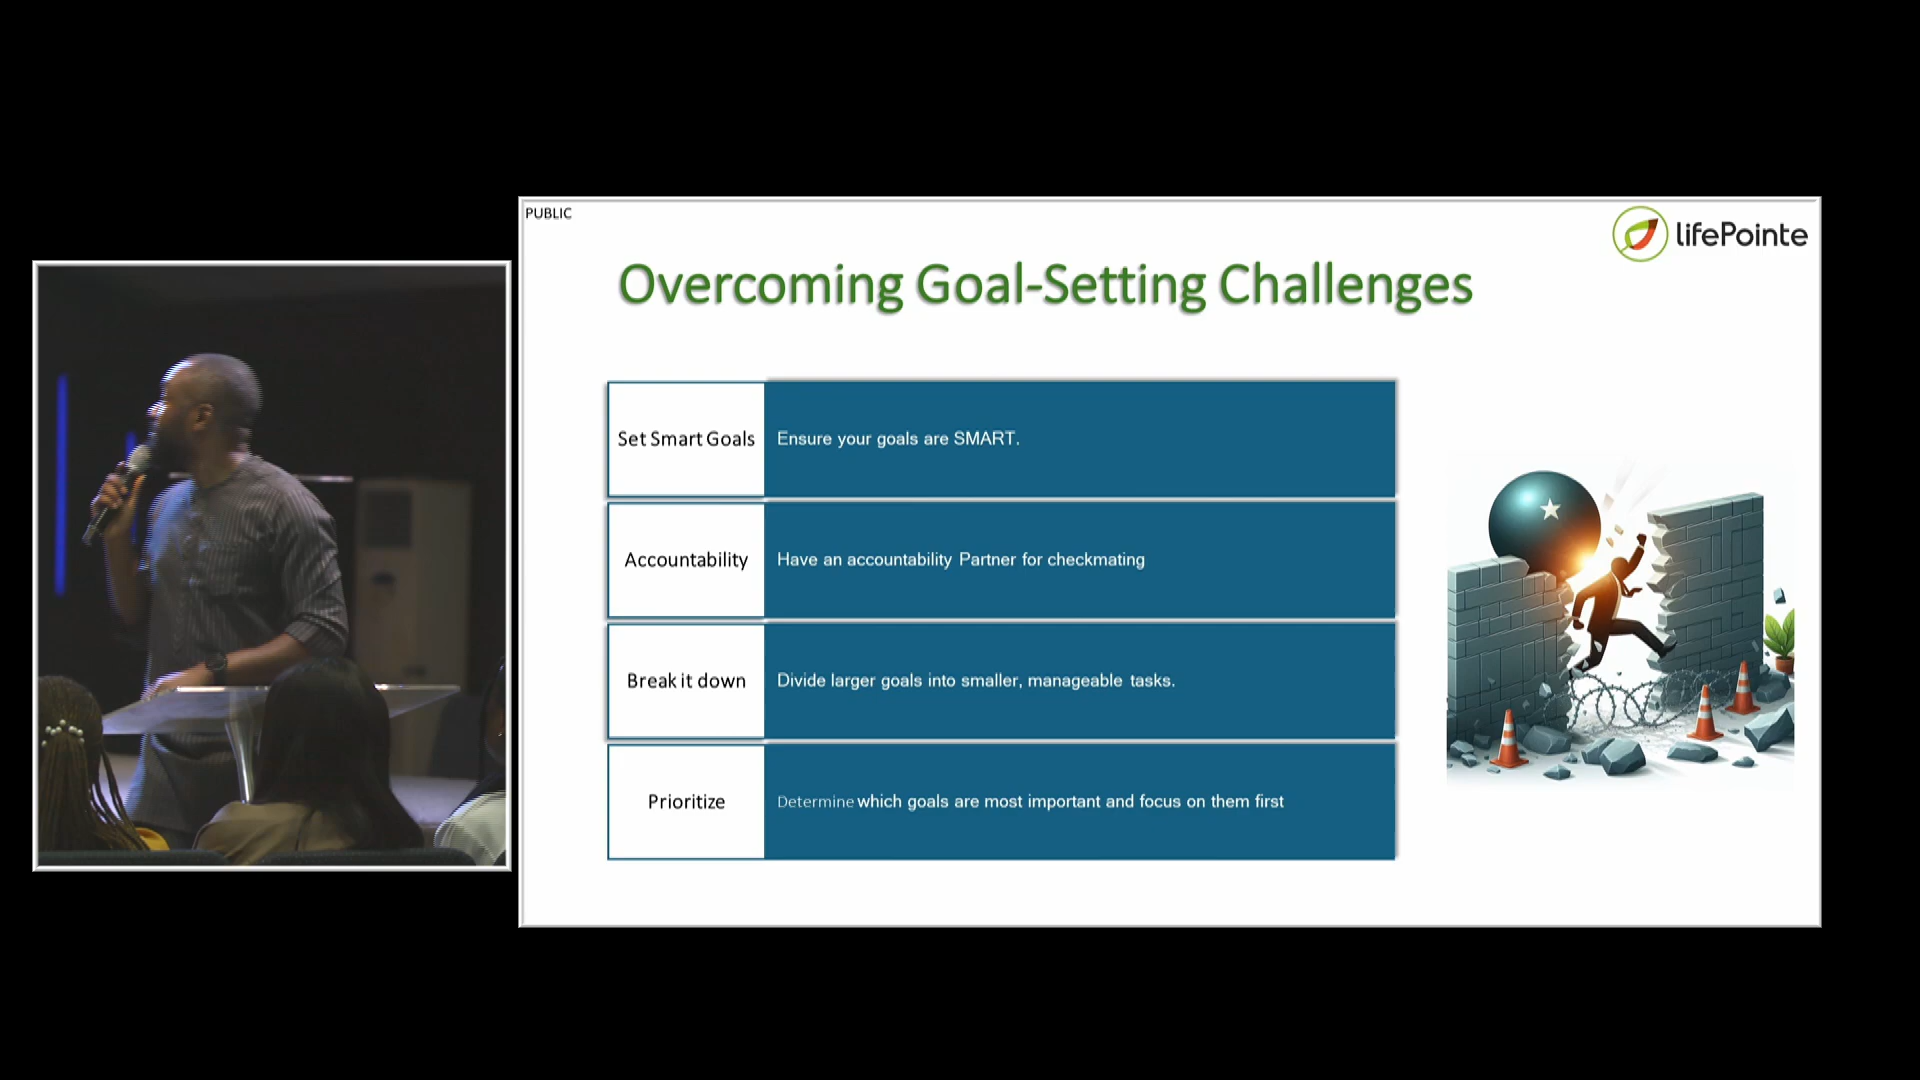 PUBLIC
lifePointe
Overcoming Goal-Setting Challenges
Set Smart Goals
Ensure your goals are SMART.
Accountability
Have an accountability Partner for checkmating
Break it down
Divide larger goals into smaller, manageable tasks.
Prioritize
Determine which goals are most important and focus on them first